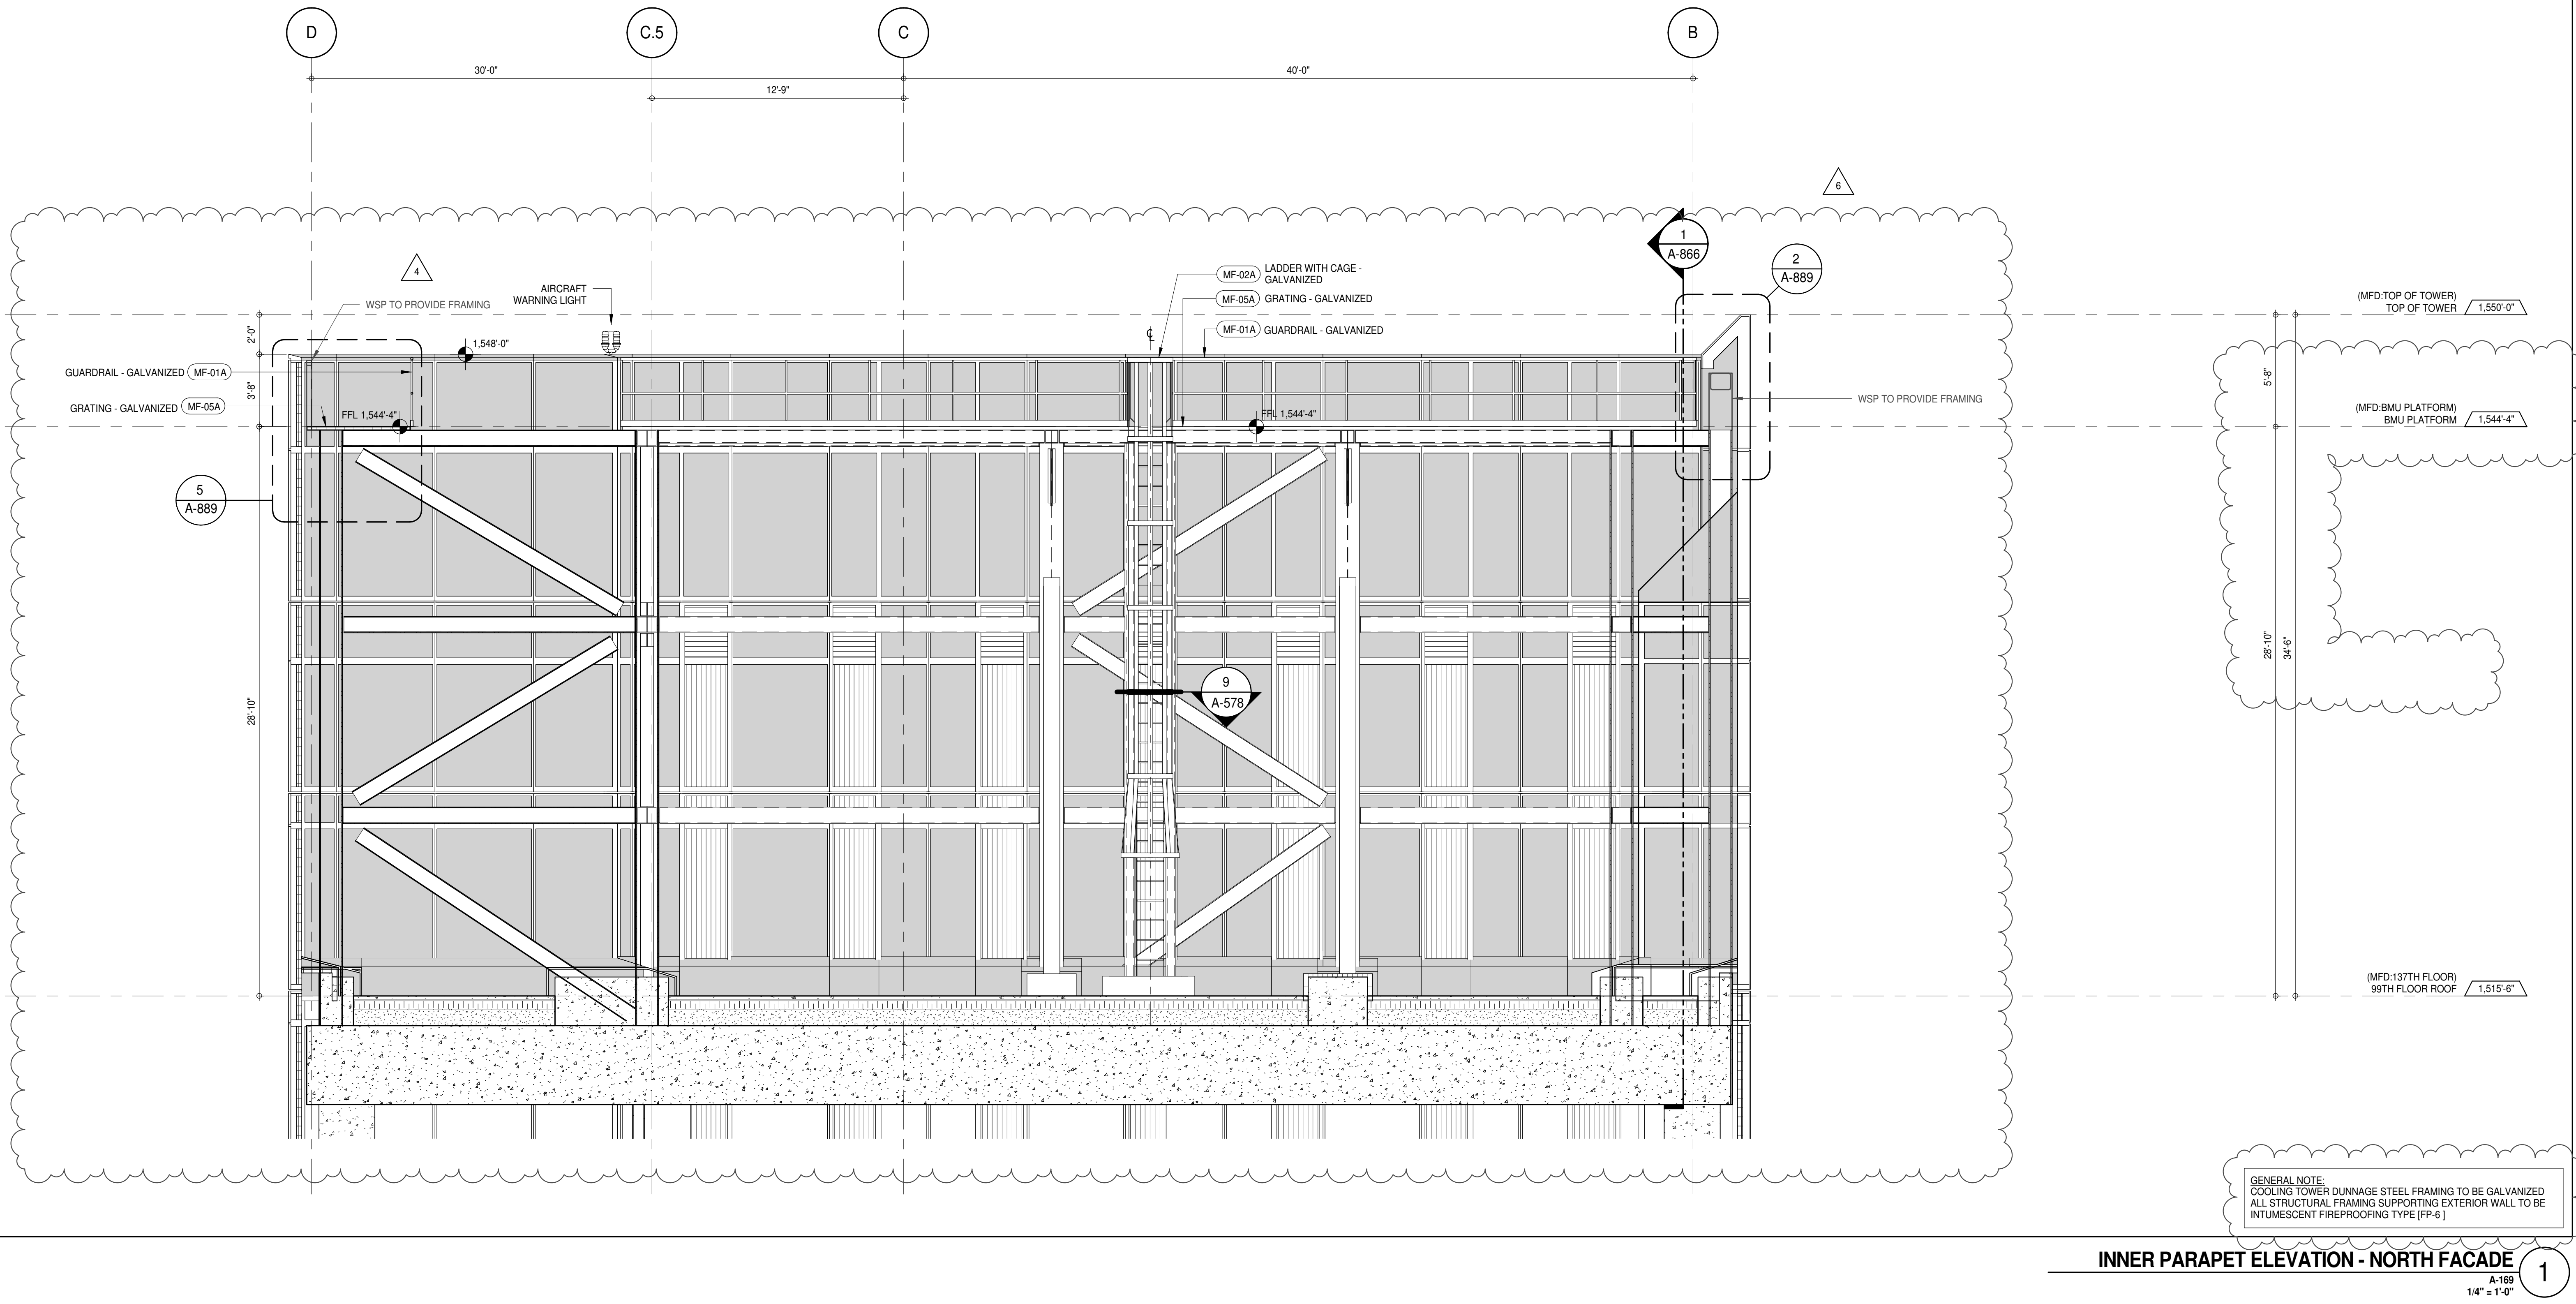 D
C.5
C
B
30'-0"
40'-0"
12'-9"
6
1
A-866
2
A-889
4
AIRCRAFT
WARNING LIGHT
WSP TO PROVIDE FRAMING
MF-02A
LADDER WITH CAGE -
GALVANIZED
MF-05A
GRATING - GALVANIZED
MF-01A
GUARDRAIL - GALVANIZED
(MFD:TOP OF TOWER)
TOP OF TOWER
1,550'-0"
2'-0"
1,548'-0"
GUARDRAIL - GALVANIZED
MF-01A
3'-8"
GRATING - GALVANIZED
MF-05A
FFL 1,544'-4"
FFL 1,544'-4"
WSP TO PROVIDE FRAMING
5'-8"
(MFD:BMU PLATFORM)
BMU PLATFORM
1,544'-4"
5
A-889
28'-10"
9
A-578
28'-10"
34'-6"
(MFD:137TH FLOOR)
99TH FLOOR ROOF
1,515'-6"
GENERAL NOTE:
COOLING TOWER DUNNAGE STEEL FRAMING TO BE GALVANIZED
ALL STRUCTURAL FRAMING SUPPORTING EXTERIOR WALL TO BE
INTUMESCENT FIREPROOFING TYPE [FP-6 ]
INNER PARAPET ELEVATION - NORTH FACADE
1
A-169
1/4" = 1'-0"